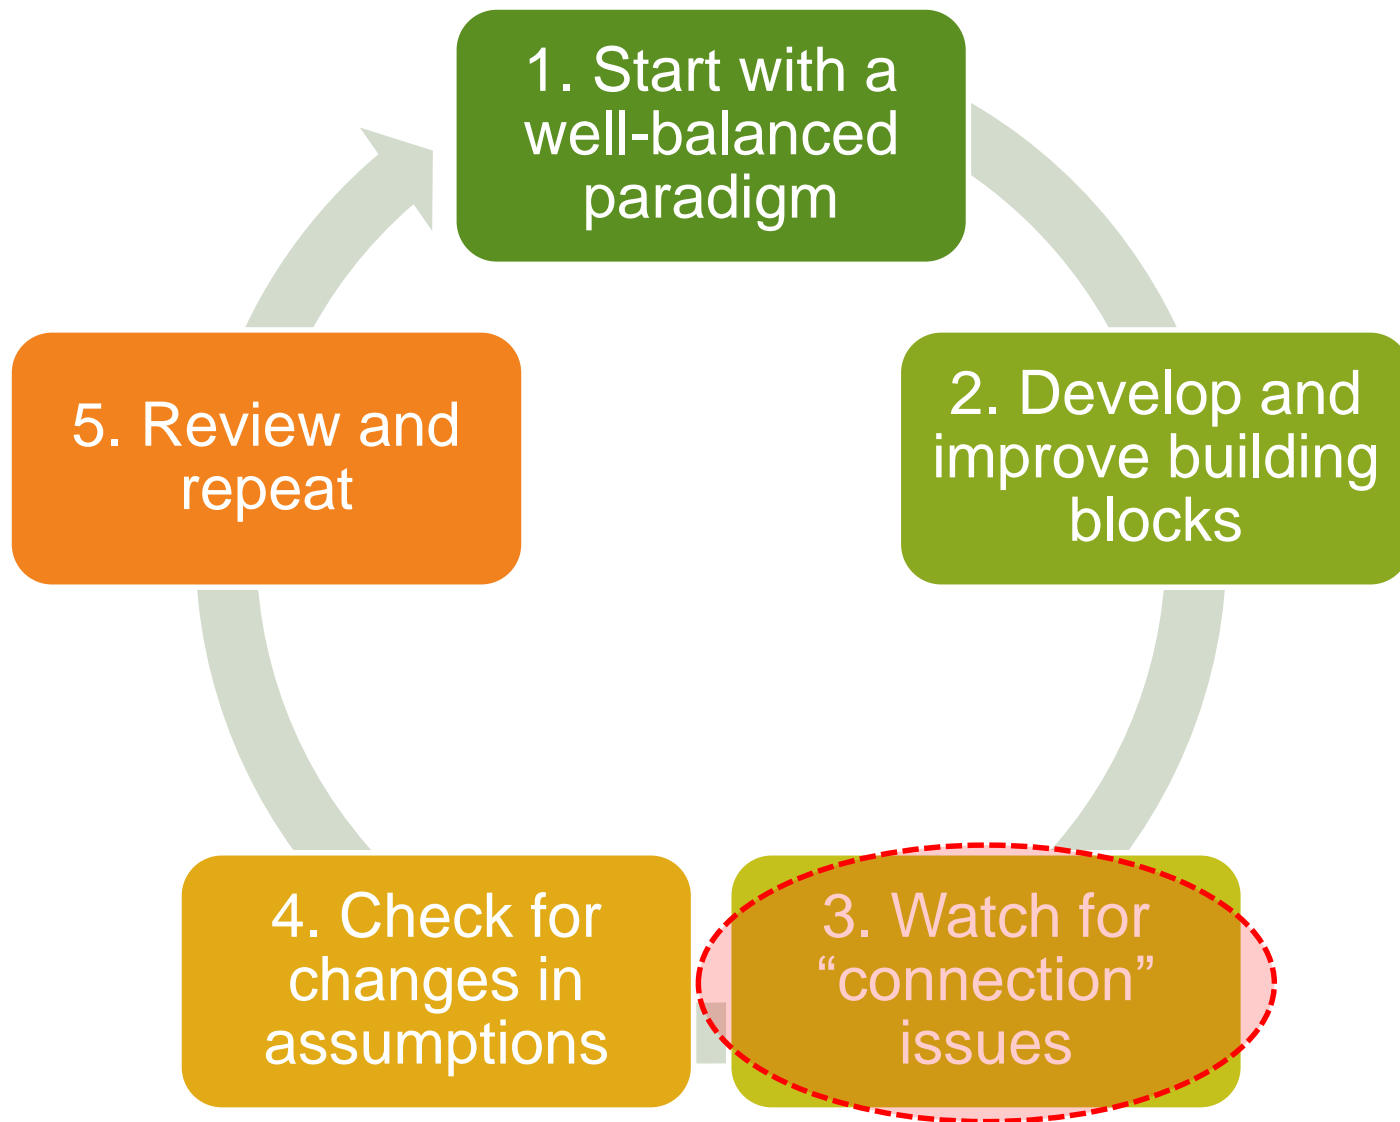 1. Start with a
well-balanced
paradigm
2. Develop and
improve building
blocks
3. Watch for
“connection”
issues
4. Check for
changes in
assumptions
5. Review and
repeat